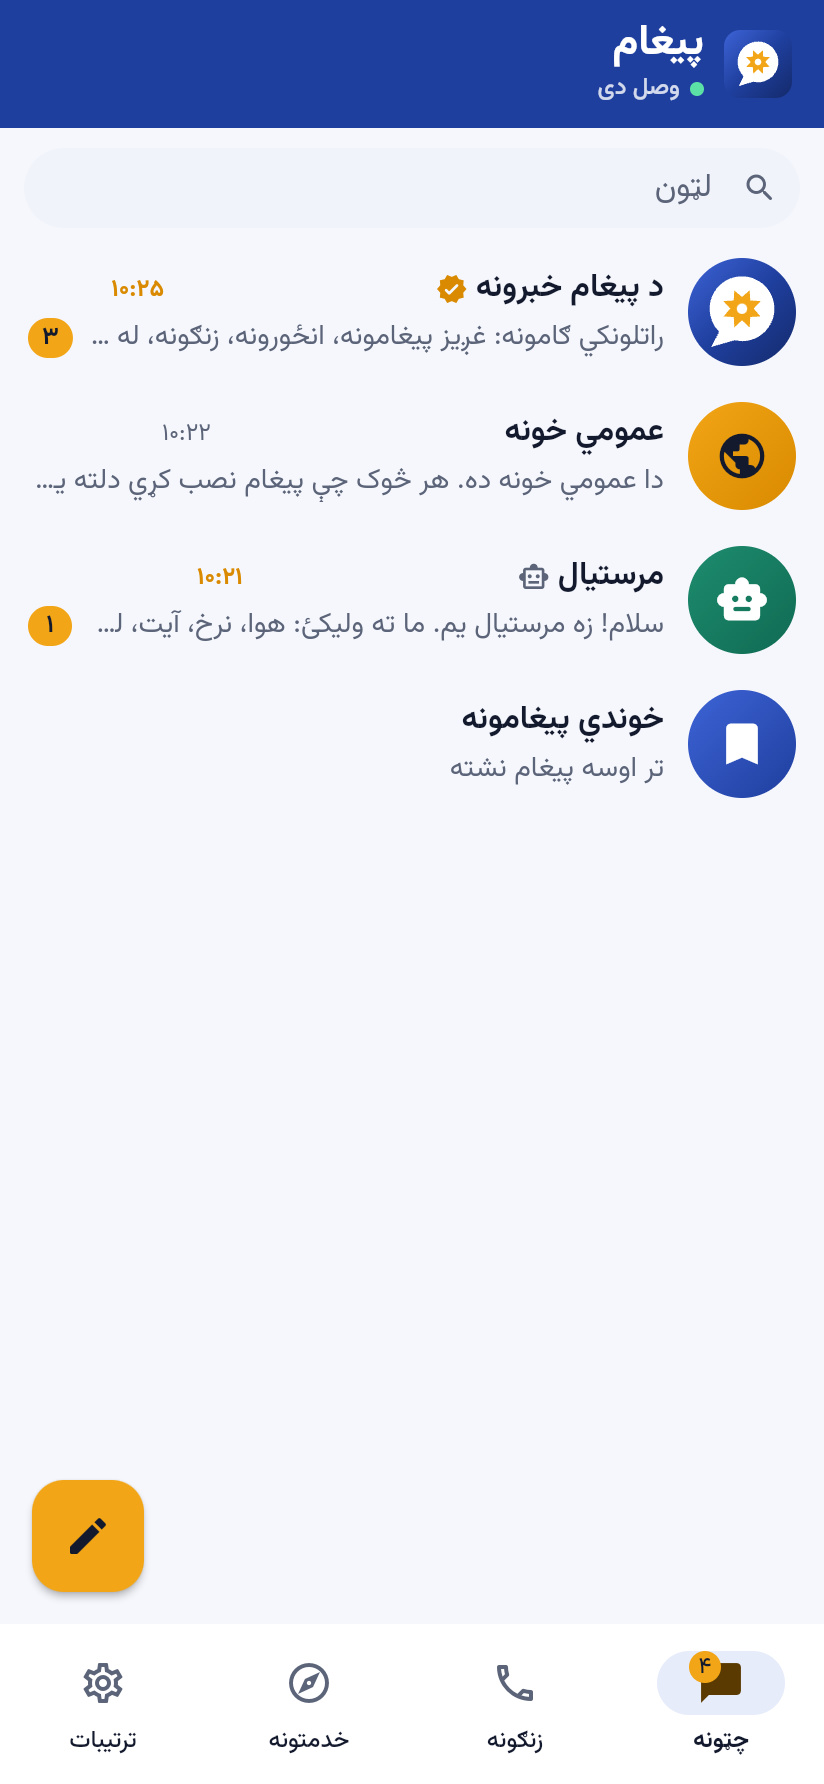 پیغام
وصل دی
لټون
د پیغام خبرونه
۱۰:۲۵
راتلونکي ګامونه: غږیز پیغامونه، انځورونه، زنګونه، له ...
۳
عمومي خونه
۱۰:۲۲
دا عمومي خونه ده. هر څوک چې پیغام نصب کړي دلته یـ...
مرستیال
۱۰:۲۱
سلام! زه مرستیال یم. ما ته ولیکئ: هوا، نرخ، آیت، لـ...
۱
خوندي پیغامونه
تر اوسه پیغام نشته
۴
چټونه
زنګونه
خدمتونه
ترتیبات